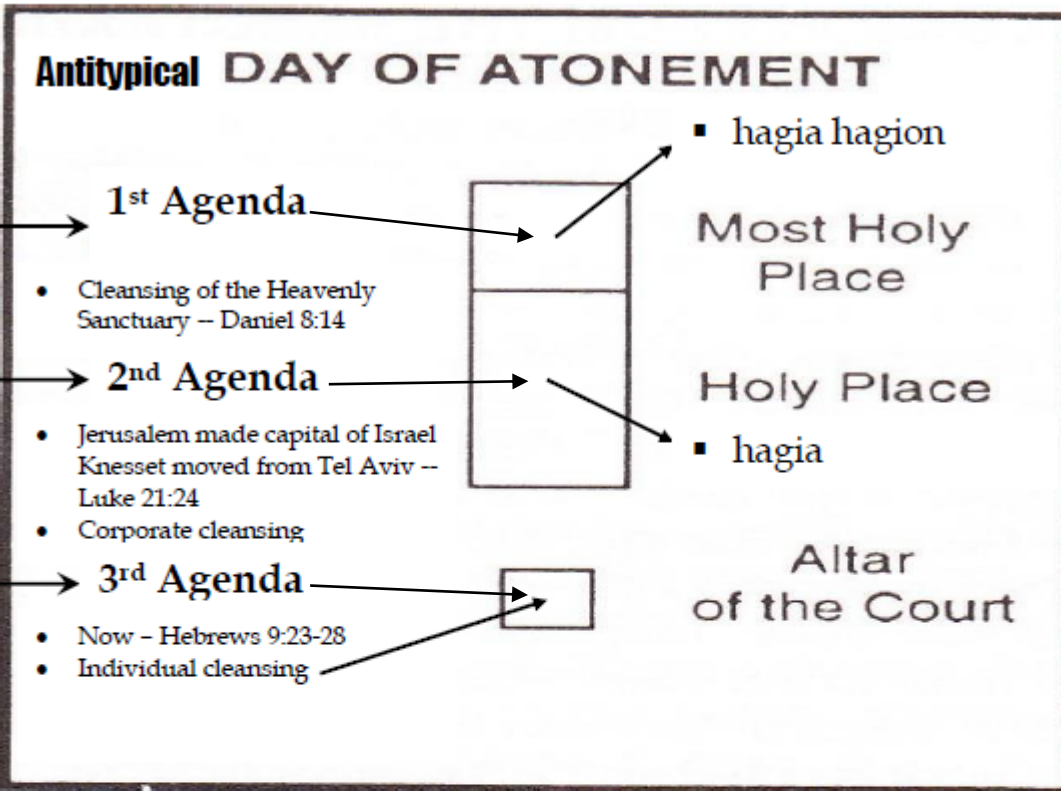 Antitypical DAY OF ATONEMENT
▪ hagia hagion
1st Agenda
Most Holy
Place
• Cleansing of the Heavenly
Sanctuary -- Daniel 8:14
2nd Agenda
Holy Place
• Jerusalem made capital of Israel
Knesset moved from Tel Aviv --
Luke 21:24
▪ hagia
• Corporate cleansing
3rd Agenda
Altar
of the Court
• Now – Hebrews 9:23-28
• Individual cleansing